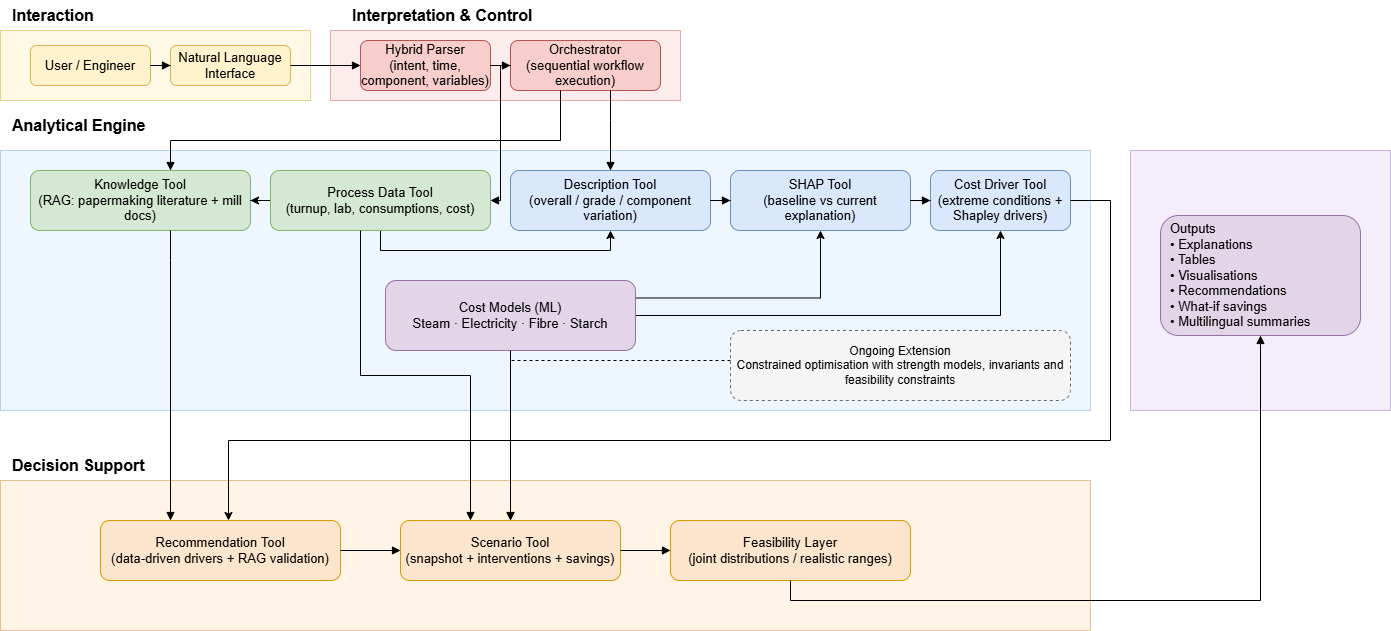 Interaction
Interpretation & Control
User / Engineer
Natural Language
Interface
Hybrid Parser
(intent, time,
component, variables)
Orchestrator
(sequential workflow
execution)
Analytical Engine
Knowledge Tool
(RAG: papermaking literature + mill
docs)
Process Data Tool
(turnup, lab, consumptions, cost)
Description Tool
(overall / grade / component
variation)
SHAP Tool
(baseline vs current
explanation)
Cost Driver Tool
(extreme conditions +
Shapley drivers)
Cost Models (ML)
Steam · Electricity · Fibre · Starch
Ongoing Extension
Constrained optimisation with strength models, invariants and
feasibility constraints
Outputs
• Explanations
• Tables
• Visualisations
• Recommendations
• What-if savings
• Multilingual summaries
Decision Support
Recommendation Tool
(data-driven drivers + RAG validation)
Scenario Tool
(snapshot + interventions + savings)
Feasibility Layer
(joint distributions / realistic ranges)